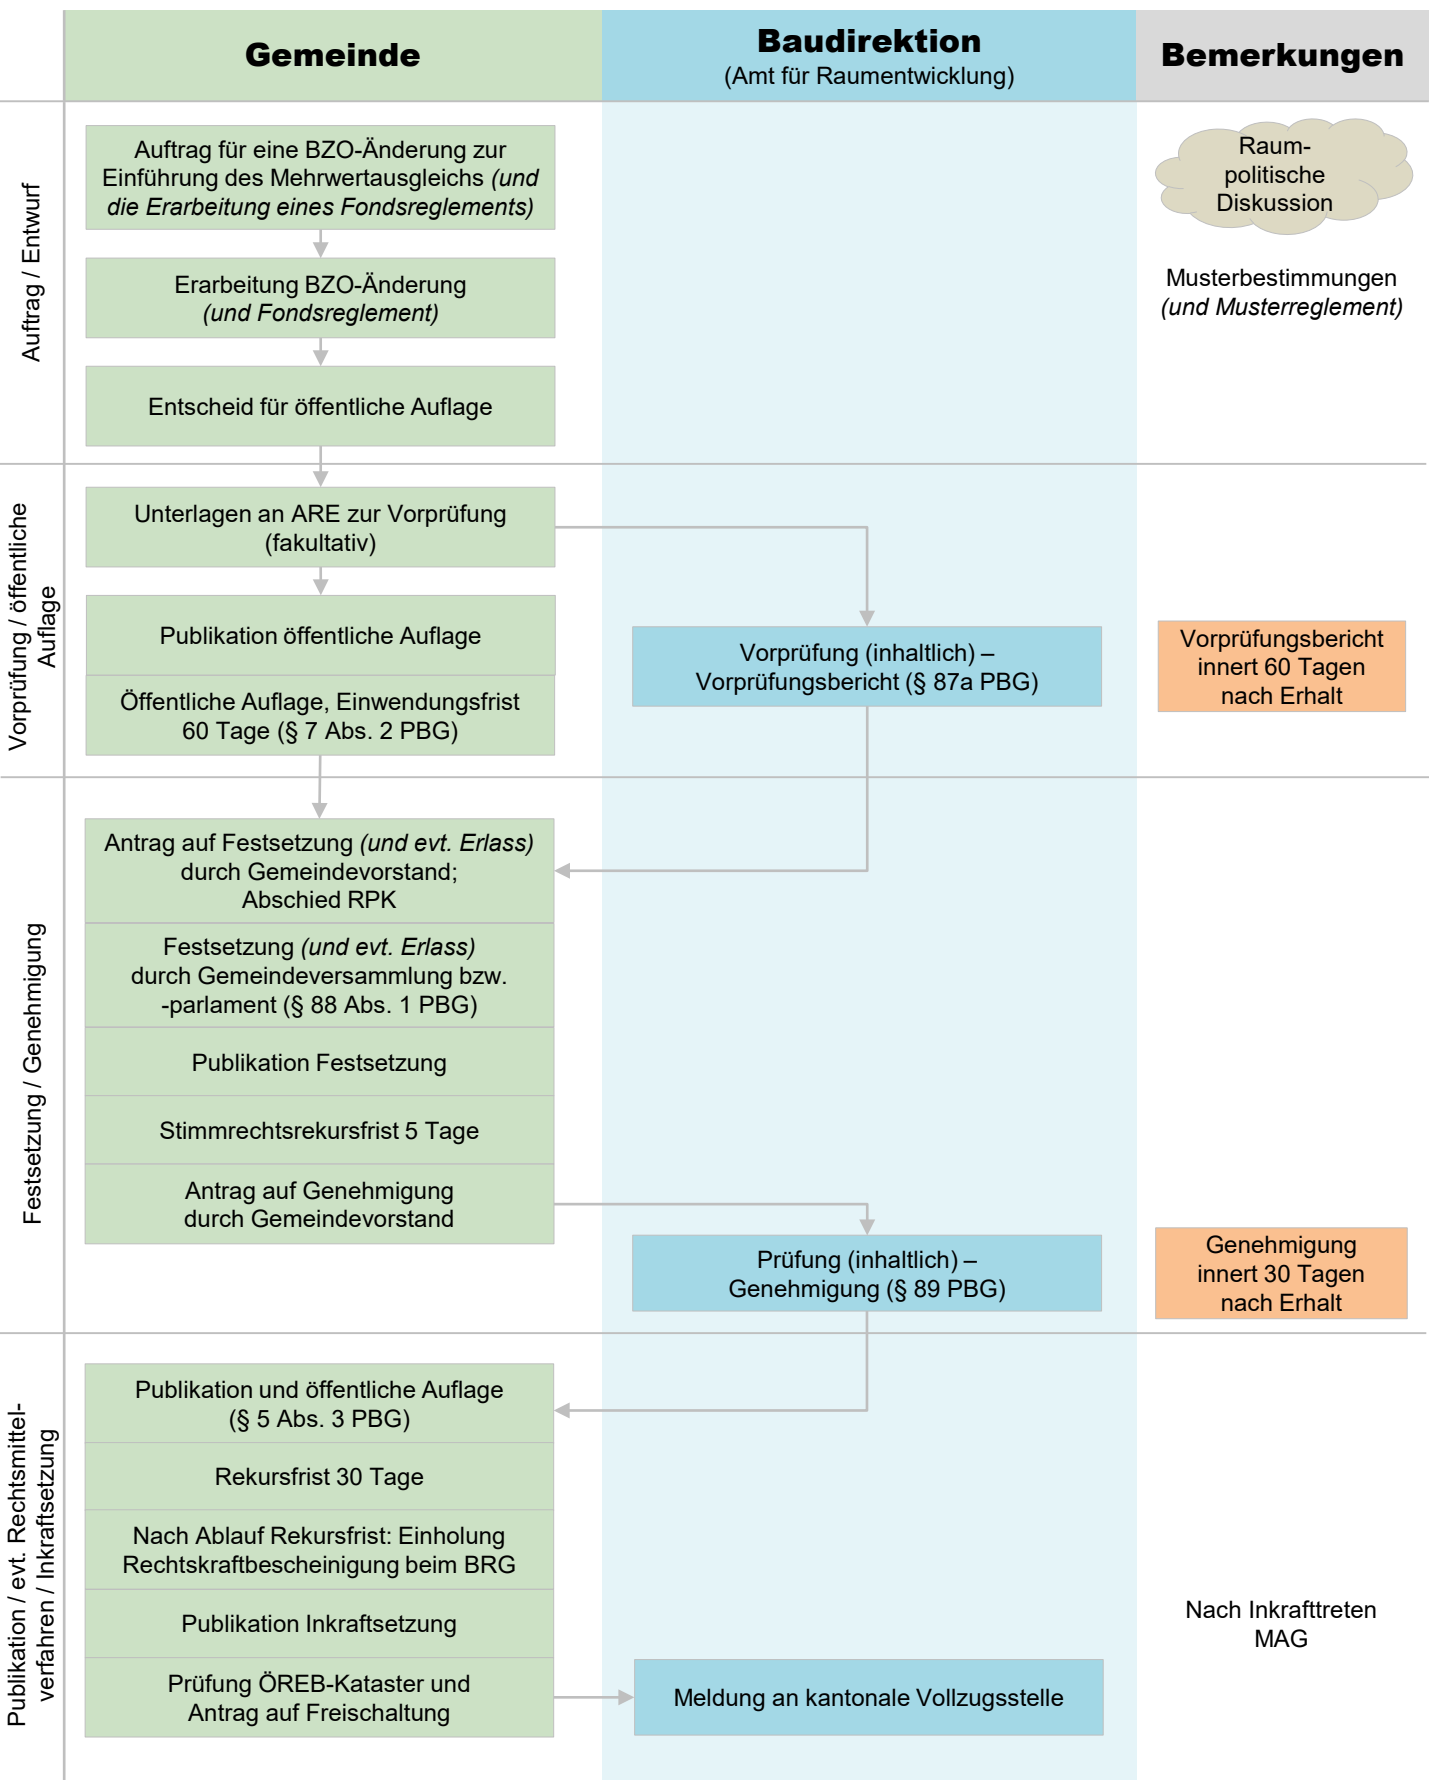 Gemeinde
Baudirektion
(Amt für Raumentwicklung)
Bemerkungen
Auftrag / Entwurf
Auftrag für eine BZO-Änderung zur
Einführung des Mehrwertausgleichs (und
die Erarbeitung eines Fondsreglements)
Raum-
politische
Diskussion
Erarbeitung BZO-Änderung
(und Fondsreglement)
Musterbestimmungen
(und Musterreglement)
Entscheid für öffentliche Auflage
Vorprüfung / öffentliche
Auflage
Unterlagen an ARE zur Vorprüfung
(fakultativ)
Publikation öffentliche Auflage
Öffentliche Auflage, Einwendungsfrist
60 Tage (§ 7 Abs. 2 PBG)
Vorprüfung (inhaltlich) –
Vorprüfungsbericht (§ 87a PBG)
Vorprüfungsbericht
innert 60 Tagen
nach Erhalt
Festsetzung / Genehmigung
Antrag auf Festsetzung (und evt. Erlass)
durch Gemeindevorstand;
Abschied RPK
Festsetzung (und evt. Erlass)
durch Gemeindeversammlung bzw.
-parlament (§ 88 Abs. 1 PBG)
Publikation Festsetzung
Stimmrechtsrekursfrist 5 Tage
Antrag auf Genehmigung
durch Gemeindevorstand
Prüfung (inhaltlich) –
Genehmigung (§ 89 PBG)
Genehmigung
innert 30 Tagen
nach Erhalt
Publikation / evt. Rechtsmittel-
verfahren / Inkraftsetzung
Publikation und öffentliche Auflage
(§ 5 Abs. 3 PBG)
Rekursfrist 30 Tage
Nach Ablauf Rekursfrist: Einholung
Rechtskraftbescheinigung beim BRG
Publikation Inkraftsetzung
Nach Inkrafttreten
MAG
Prüfung ÖREB-Kataster und
Antrag auf Freischaltung
Meldung an kantonale Vollzugsstelle